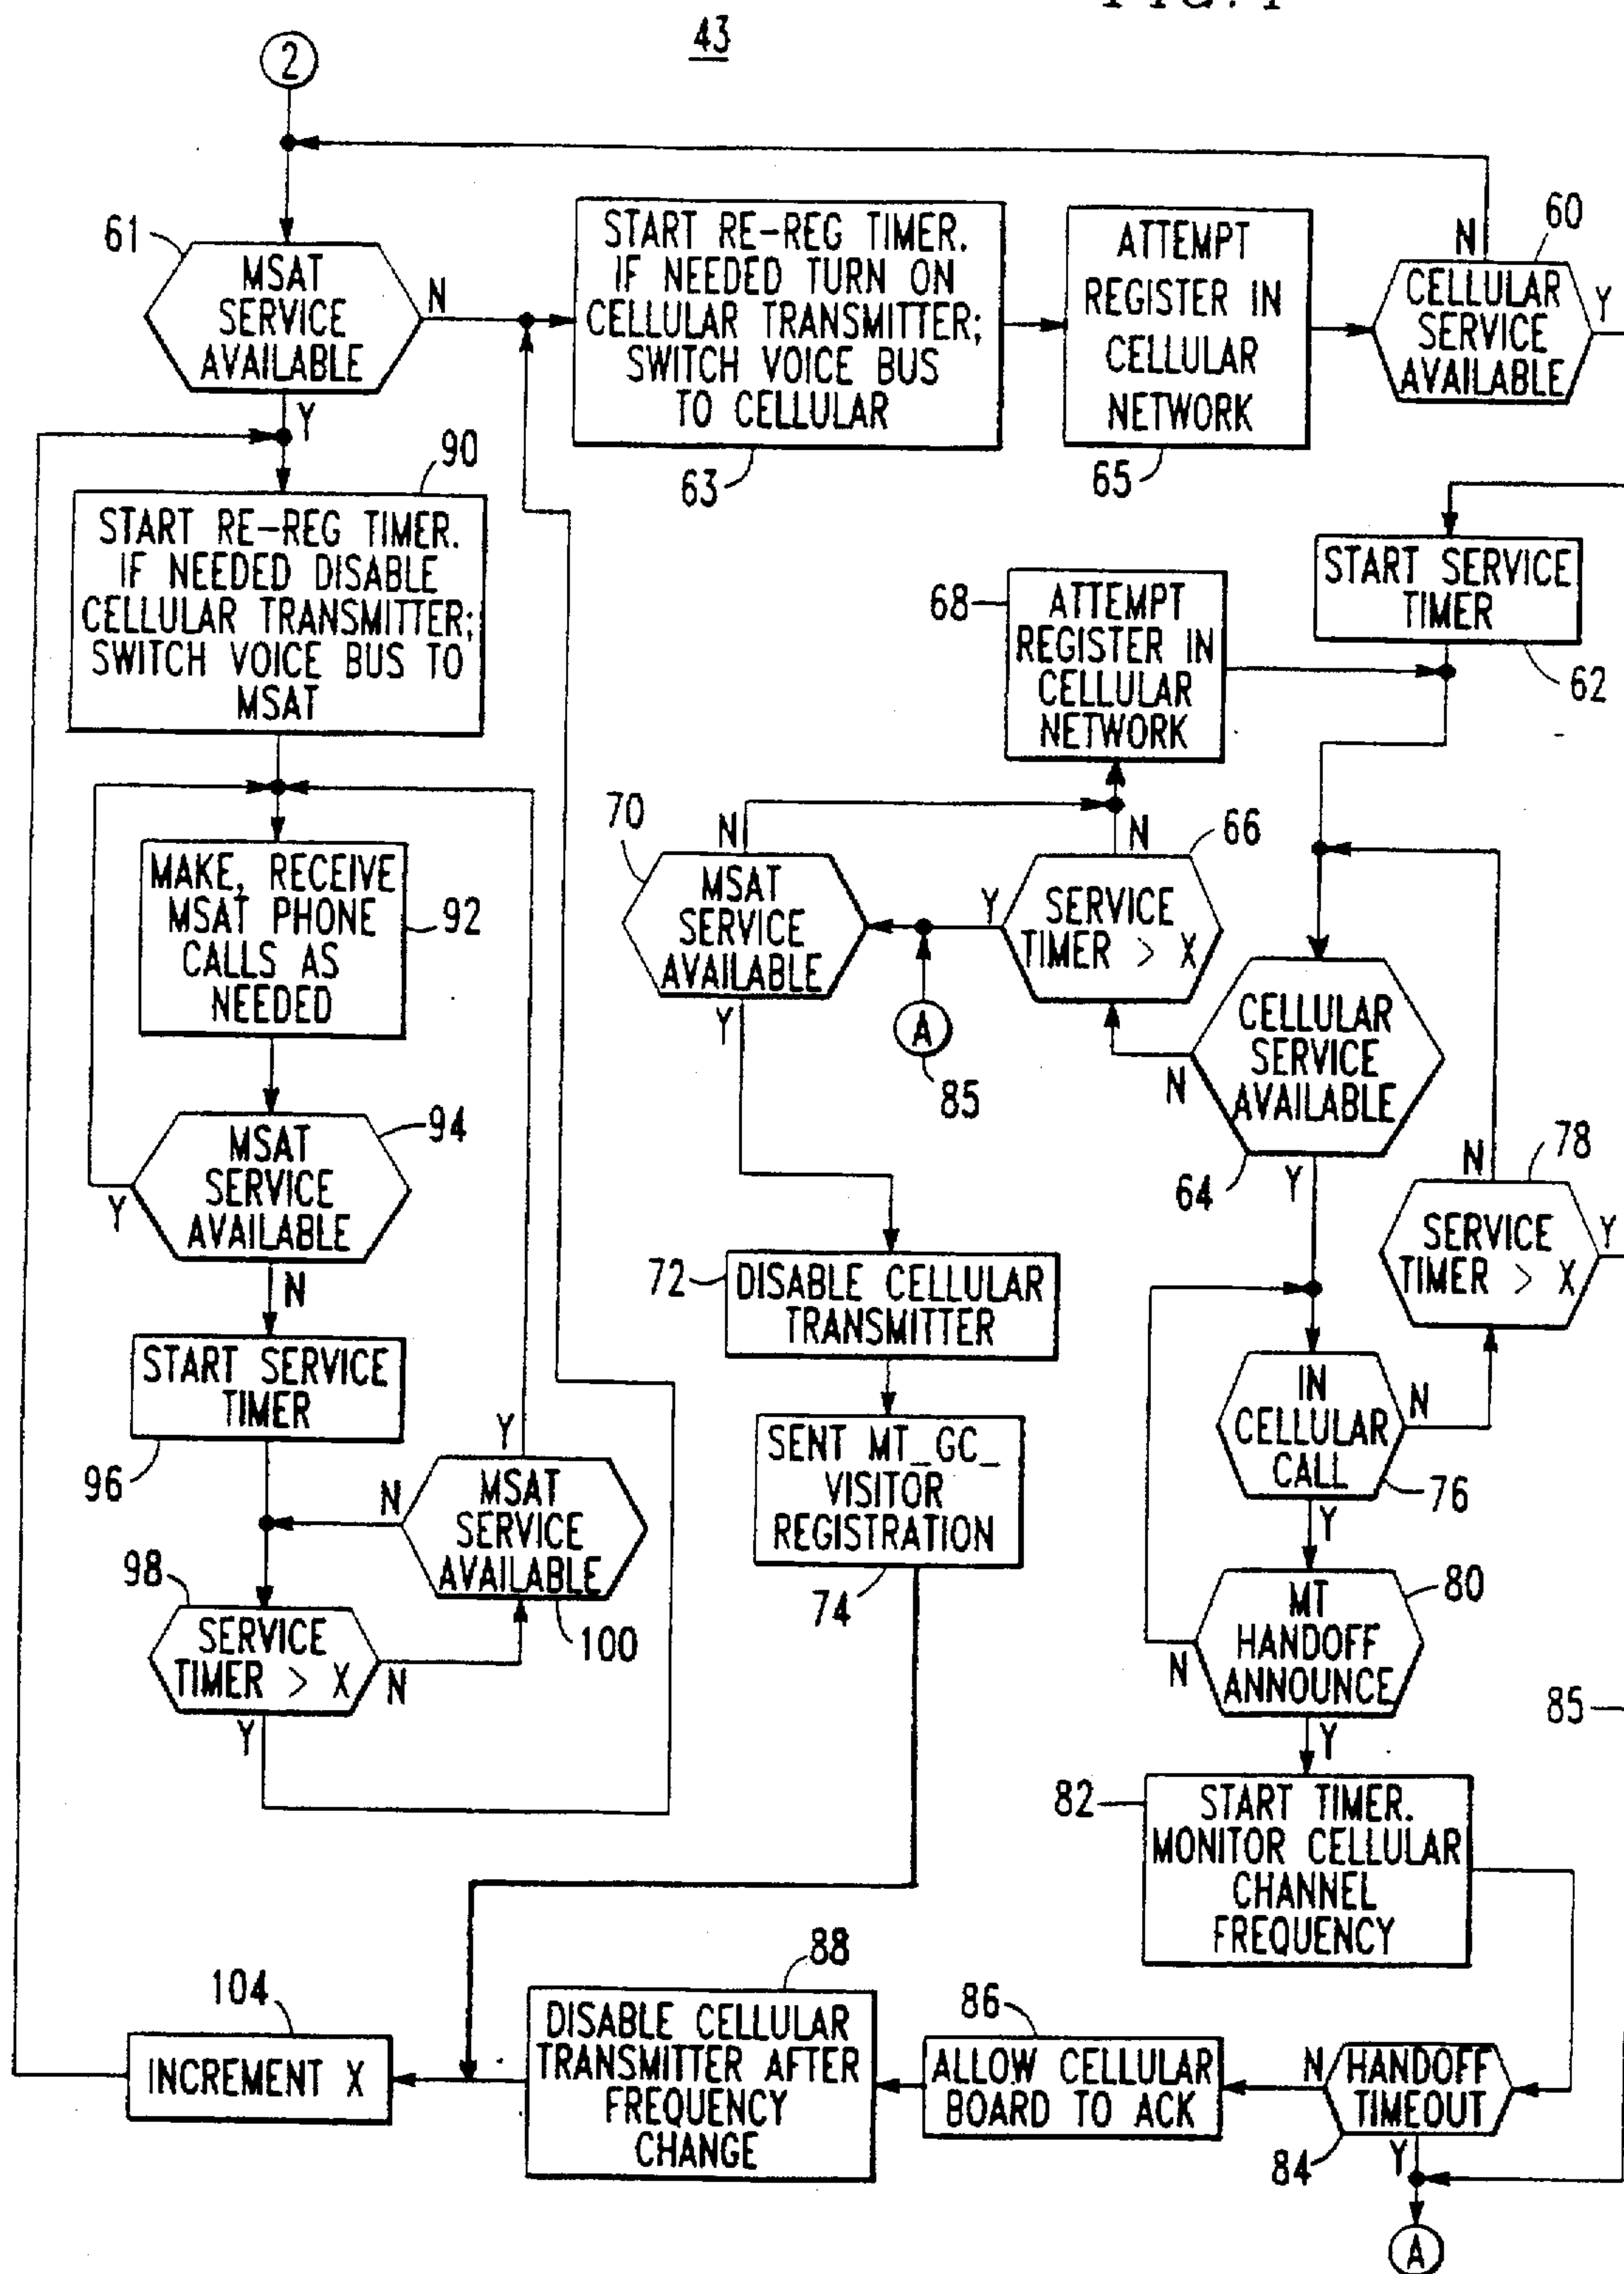 FIG. 7
43
2
61
MSAT
SERVICE
AVAILABLE
N
Y
START RE-REG TIMER.
IF NEEDED TURN ON
CELLULAR TRANSMITTER;
SWITCH VOICE BUS
TO CELLULAR
63
ATTEMPT
REGISTER IN
CELLULAR
NETWORK
65
60
N
CELLULAR
SERVICE
AVAILABLE
Y
90
START RE-REG TIMER.
IF NEEDED DISABLE
CELLULAR TRANSMITTER;
SWITCH VOICE BUS TO
MSAT
START SERVICE
TIMER
62
68
ATTEMPT
REGISTER IN
CELLULAR
NETWORK
MAKE, RECEIVE
MSAT PHONE
CALLS AS
NEEDED
92
70
N
MSAT
SERVICE
AVAILABLE
Y
N
66
Y
SERVICE
TIMER > X
A
85
CELLULAR
SERVICE
AVAILABLE
N
64
Y
94
MSAT
SERVICE
AVAILABLE
Y
N
78
N
SERVICE
TIMER > X
Y
72
DISABLE CELLULAR
TRANSMITTER
START SERVICE
TIMER
96
IN
CELLULAR
CALL
N
76
Y
SENT MT_GC_
VISITOR
REGISTRATION
74
Y
N
MSAT
SERVICE
AVAILABLE
100
98
SERVICE
TIMER > X
N
Y
80
MT
HANDOFF
ANNOUNCE
N
Y
85
82
START TIMER.
MONITOR CELLULAR
CHANNEL
FREQUENCY
104
INCREMENT X
88
DISABLE CELLULAR
TRANSMITTER AFTER
FREQUENCY
CHANGE
86
ALLOW CELLULAR
BOARD TO ACK
N
HANDOFF
TIMEOUT
84
Y
A